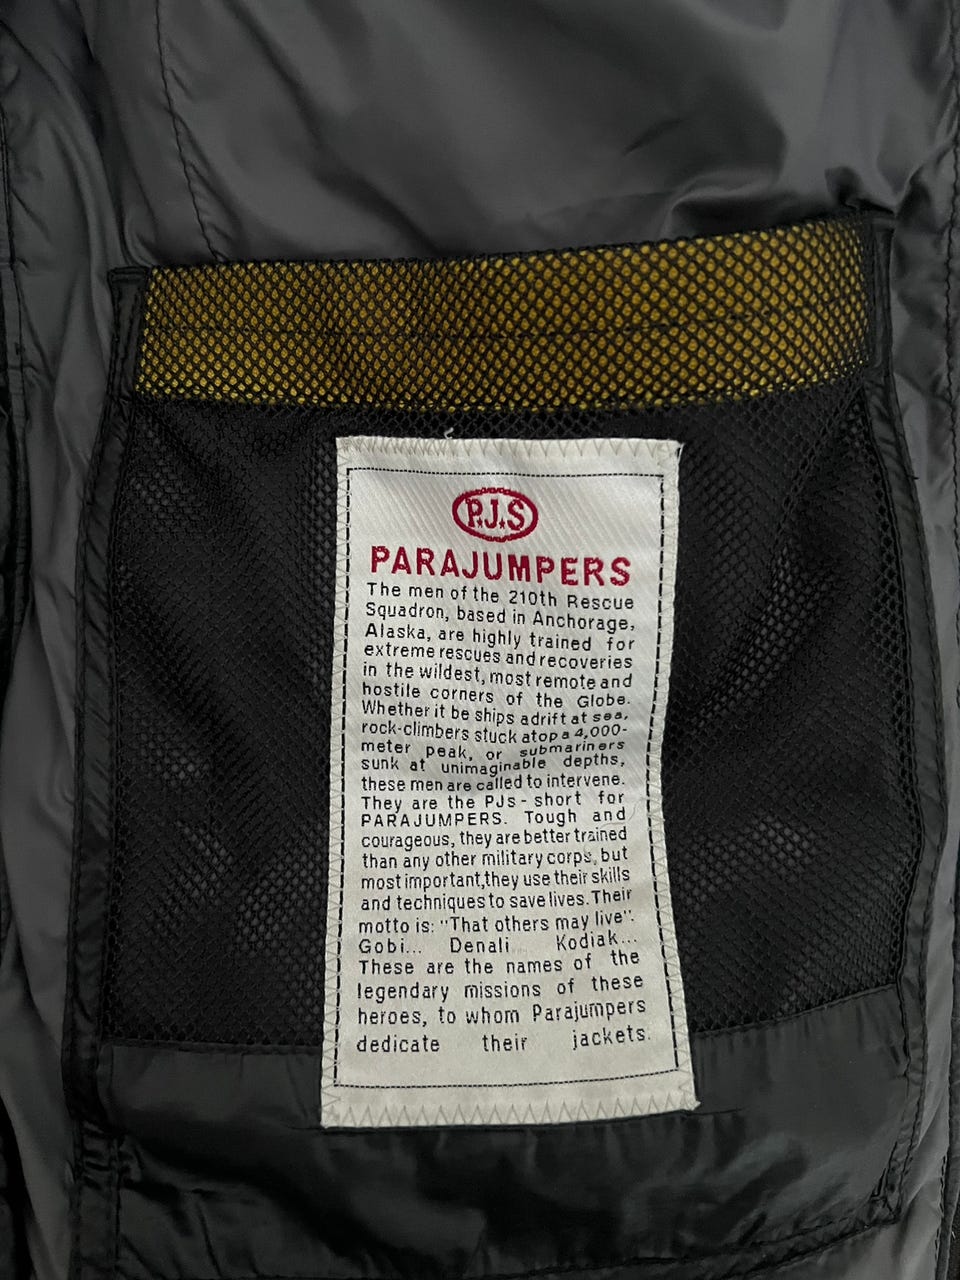 P.J.S
PARAJUMPERS
The men of the 210th Rescue
Squadron, based in Anchorage,
Alaska, are highly trained for
extreme rescues and recoveries
in the wildest, most remote and
hostile corners of the Globe.
Whether it be ships adrift at sea,
rock-climbers stuck atop a 4,000-
meter peak, or submariners
sunk at unimaginable depths,
these men are called to intervene.
They are the PJs - short for
PARAJUMPERS. Tough and
courageous, they are better trained
than any other military corps, but
most important,they use their skills
and techniques to save lives. Their
motto is: "That others may live".
Gobi... Denali... Kodiak...
These are the names of the
legendary missions of these
heroes, to whom Parajumpers
dedicate their jackets.